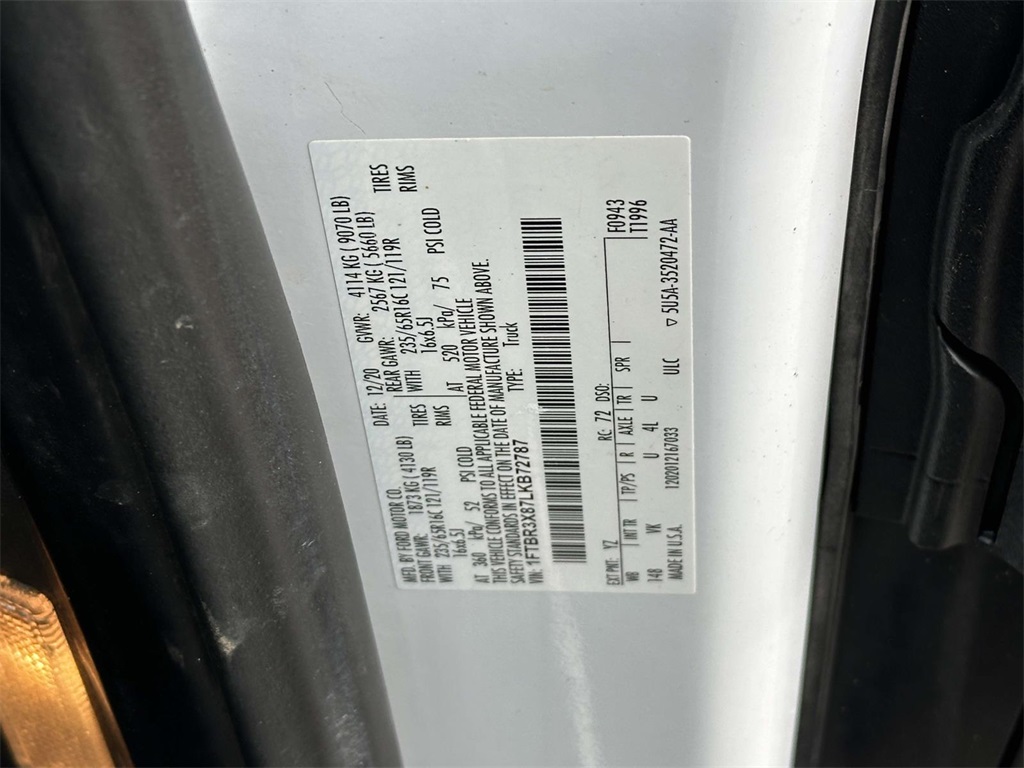 MFD. BY FORD MOTOR CO. DATE: 12/20 GVWR: 4114 KG ( 9070 LB)
FRONT GAWR: 1873 KG ( 4130 LB) REAR GAWR: 2567 KG ( 5660 LB)
WITH 235/65R16C 121/119R TIRES WITH 235/65R16C 121/119R TIRES
16x6.5J RIMS 16x6.5J RIMS
AT 360 kPa/ 52 PSI COLD AT 520 kPa/ 75 PSI COLD
THIS VEHICLE CONFORMS TO ALL APPLICABLE FEDERAL MOTOR VEHICLE
SAFETY STANDARDS IN EFFECT ON THE DATE OF MANUFACTURE SHOWN ABOVE.
VIN: 1FTBR3X87LKB72787 TYPE: Truck
EXT PNT: YZ RC: 72 DSO: F0943
WB INT TR TP/PS R AXLE TR SPR T1996
148 VK U 4L U
MADE IN U.S.A. 1202012167033 ULC ▽ 5U5A-3520472-AA